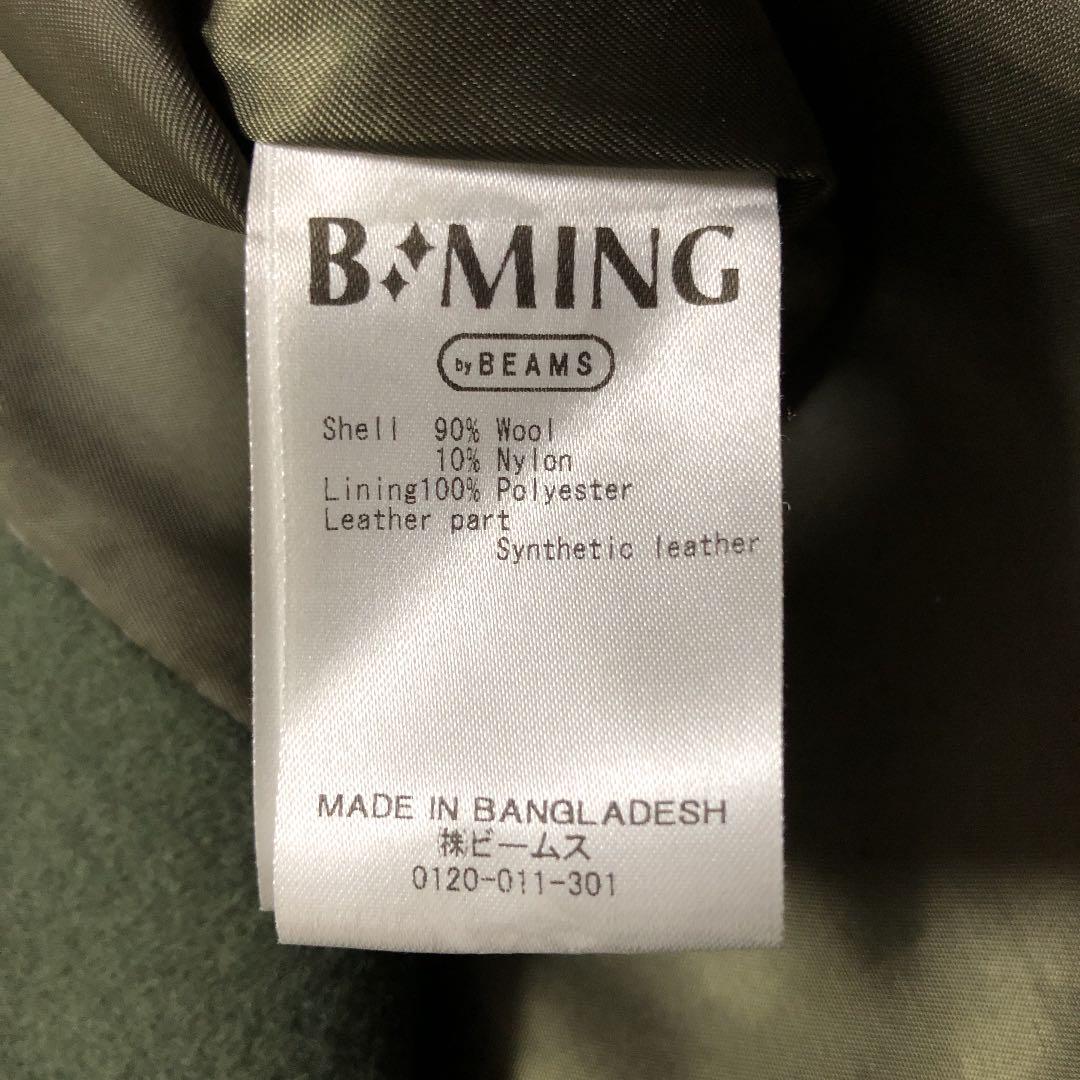 B MING
by BEAMS
Shell 90% Wool
10% Nylon
Lining100% Polyester
Leather part
Synthetic leather
MADE IN BANGLADESH
㈱ビームス
0120-011-301